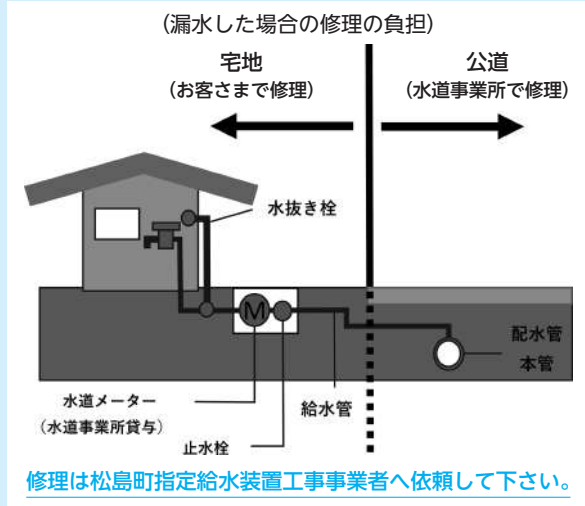 (漏水した場合の修理の負担)
宅地
(お客さまで修理)
公道
(水道事業所で修理)
水抜き栓
M
配水管
本管
水道メーター
(水道事業所貸与)
給水管
止水栓
修理は松島町指定給水装置工事事業者へ依頼して下さい。